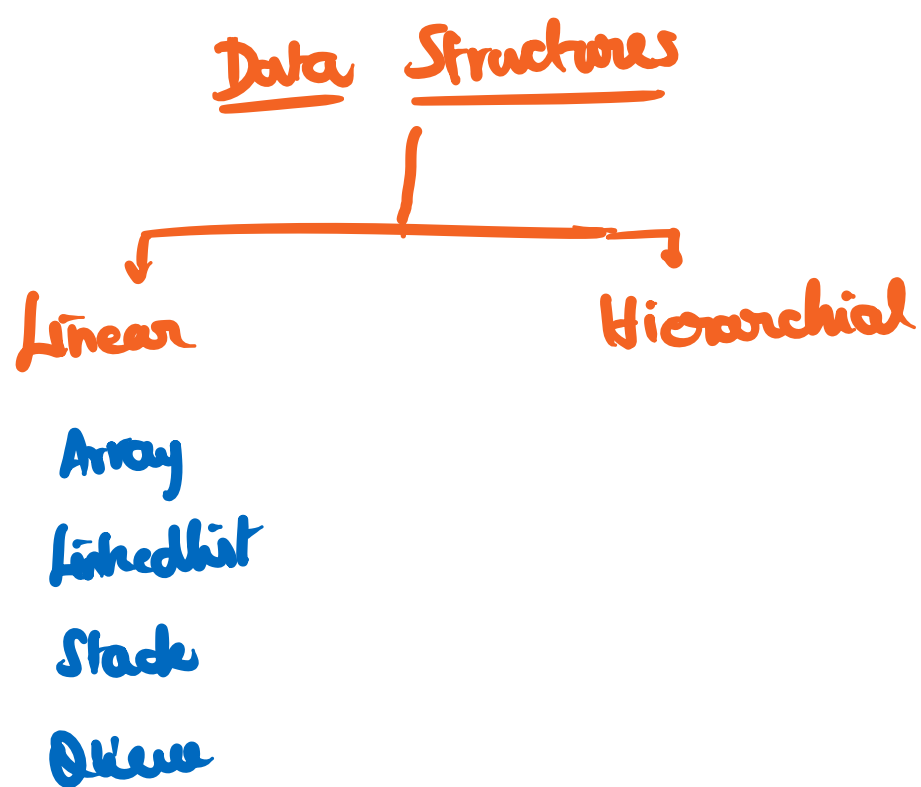 Data Structures
Linear
Hierarchial
Array
Linkedlist
Stack
Queue